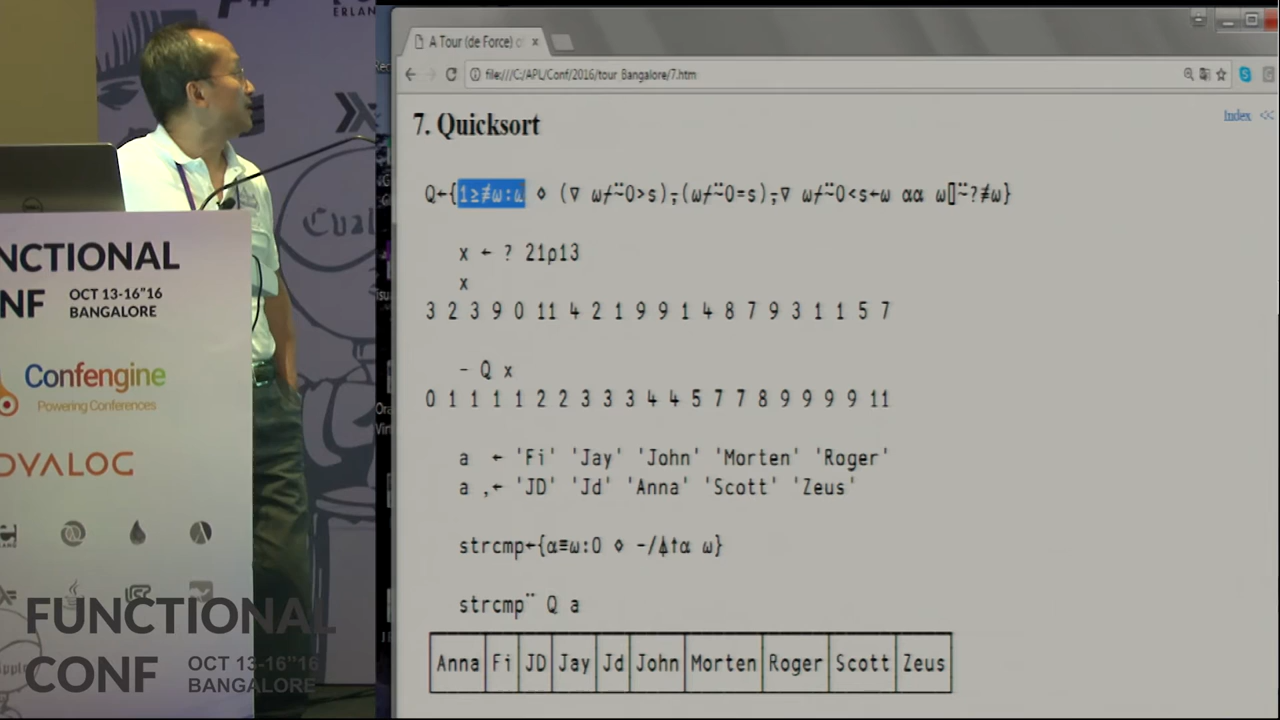 ERLAN
NCTIONAL
NF OCT 13-16"16
BANGALORE
Confengine
Powering Conferences
DYALOG
FUNCTIONAL
CONF OCT 13-16"16
BANGALORE
A Tour (de Force) o
file:///C:/APL/Conf/2016/tour Bangalore/7.htm
7. Quicksort
Index <<
Q←{1≥≢⍵:⍵ ⋄ (∇ ⍵⌿⍨0>s)⍪(⍵⌿⍨0=s)⍪∇ ⍵⌿⍨0<s←⍵ ⍺⍺ ⍵⌷⍨?≢⍵}
x ← ? 21⍴13
x
3 2 3 9 0 11 4 2 1 9 9 1 4 8 7 9 3 1 1 5 7
- Q x
0 1 1 1 1 2 2 3 3 3 4 4 5 7 7 8 9 9 9 9 11
a ← 'Fi' 'Jay' 'John' 'Morten' 'Roger'
a ,← 'JD' 'Jd' 'Anna' 'Scott' 'Zeus'
strcmp←{⍺≡⍵:0 ⋄ -/⍋↑⍺ ⍵}
strcmp¨ Q a
Anna Fi JD Jay Jd John Morten Roger Scott Zeus